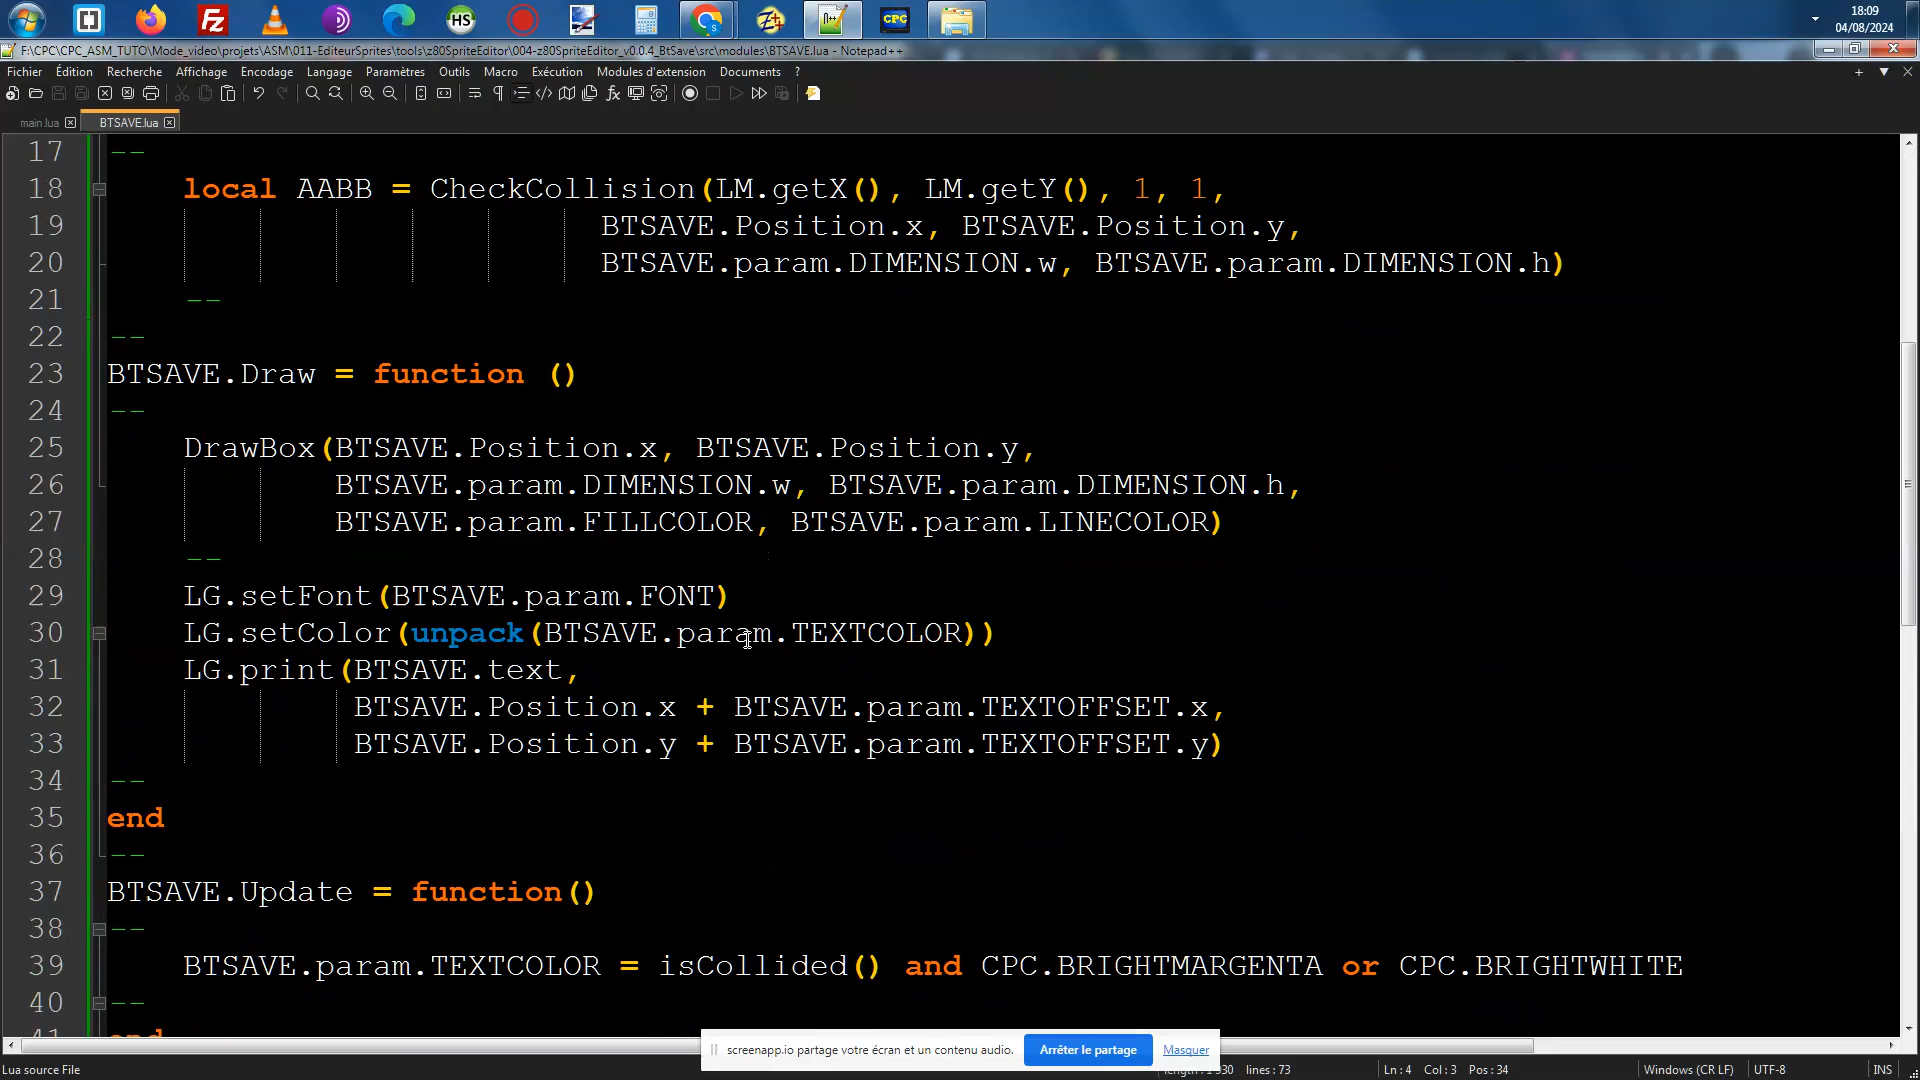 18:09
04/08/2024
F:\CPC\CPC_ASM_TUTO\Mode_video\projets\ASM\011-EditeurSprites\tools\z80SpriteEditor\004-z80SpriteEditor_v0.0.4_BtSave\src\modules\BTSAVE.lua - Notepad++
Fichier Édition Recherche Affichage Encodage Langage Paramètres Outils Macro Exécution Modules d'extension Documents ?
main.lua BTSAVE.lua
17 --
18 local AABB = CheckCollision(LM.getX(), LM.getY(), 1, 1,
19 BTSAVE.Position.x, BTSAVE.Position.y,
20 BTSAVE.param.DIMENSION.w, BTSAVE.param.DIMENSION.h)
21 --
22 --
23 BTSAVE.Draw = function ()
24 --
25 DrawBox(BTSAVE.Position.x, BTSAVE.Position.y,
26 BTSAVE.param.DIMENSION.w, BTSAVE.param.DIMENSION.h,
27 BTSAVE.param.FILLCOLOR, BTSAVE.param.LINECOLOR)
28 --
29 LG.setFont(BTSAVE.param.FONT)
30 LG.setColor(unpack(BTSAVE.param.TEXTCOLOR))
31 LG.print(BTSAVE.text,
32 BTSAVE.Position.x + BTSAVE.param.TEXTOFFSET.x,
33 BTSAVE.Position.y + BTSAVE.param.TEXTOFFSET.y)
34 --
35 end
36 --
37 BTSAVE.Update = function()
38 --
39 BTSAVE.param.TEXTCOLOR = isCollided() and CPC.BRIGHTMARGENTA or CPC.BRIGHTWHITE
40 --
41 end
screenapp.io partage votre écran et un contenu audio. Arrêter le partage Masquer
Lua source File lines : 73 Ln : 4 Col : 3 Pos : 34 Windows (CR LF) UTF-8 INS